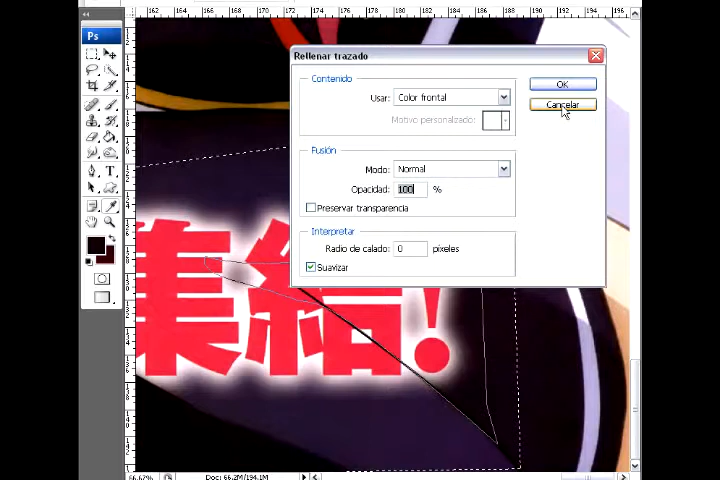 162 164 166 168 170 172 174 176 178 180 182 184 186 188 190 192 194
Ps
Rellenar trazado
Contenido
Usar: Color frontal
Motivo personalizado:
OK
Cancelar
Fusión
Modo: Normal
Opacidad: 100 %
Preservar transparencia
Interpretar
Radio de calado: 0 píxeles
Suavizar
集結!
66,67%
Doc: 66,2M/194,1M